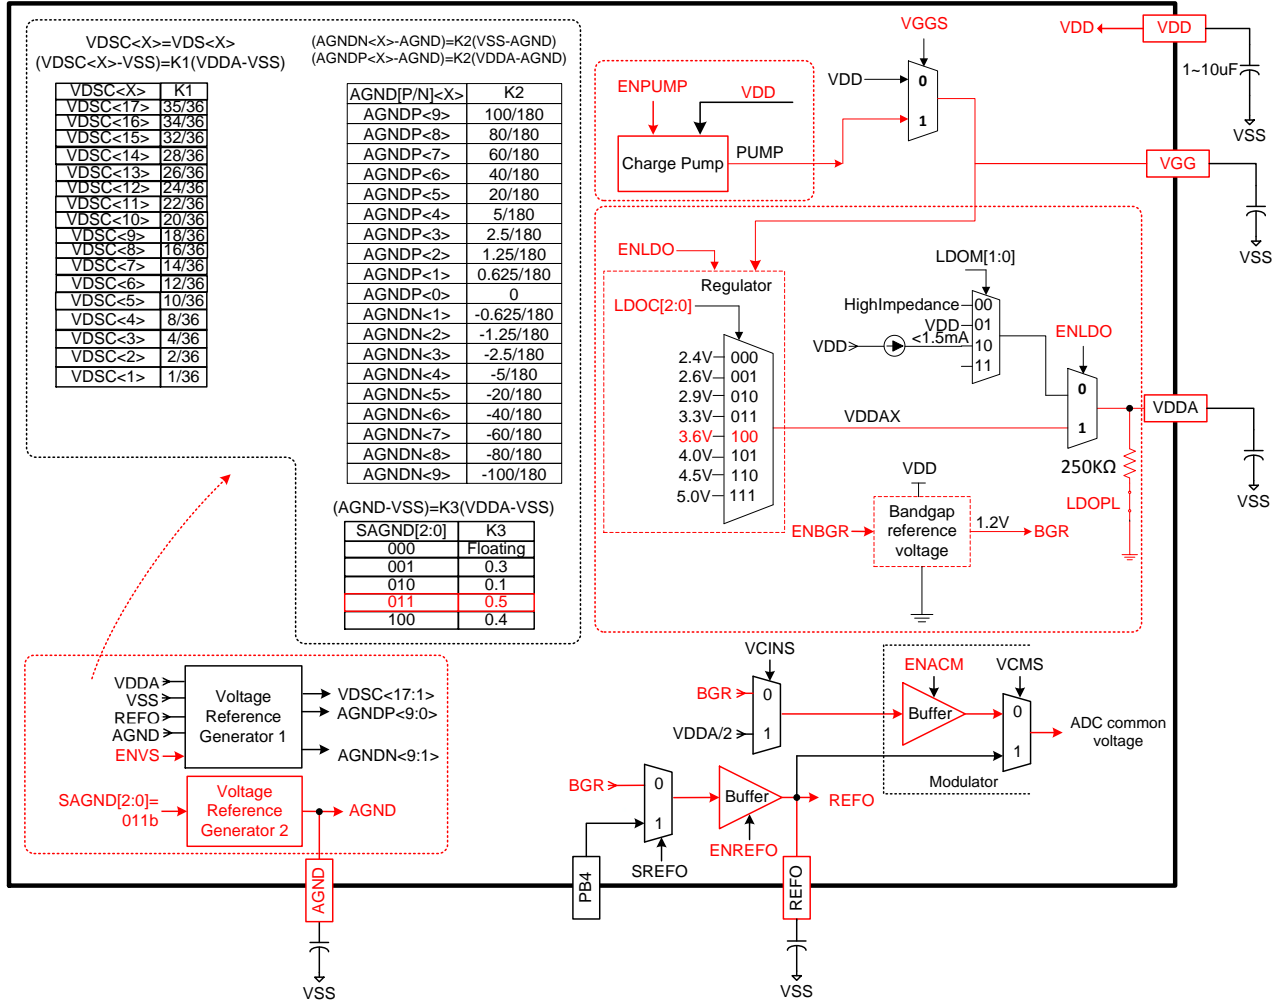 VDSC<X>=VDS<X>
(VDSC<X>-VSS)=K1(VDDA-VSS)
VDSC<X> K1
VDSC<17> 35/36
VDSC<16> 34/36
VDSC<15> 32/36
VDSC<14> 28/36
VDSC<13> 26/36
VDSC<12> 24/36
VDSC<11> 22/36
VDSC<10> 20/36
VDSC<9> 18/36
VDSC<8> 16/36
VDSC<7> 14/36
VDSC<6> 12/36
VDSC<5> 10/36
VDSC<4> 8/36
VDSC<3> 4/36
VDSC<2> 2/36
VDSC<1> 1/36
(AGNDN<X>-AGND)=K2(VSS-AGND)
(AGNDP<X>-AGND)=K2(VDDA-AGND)
AGND[P/N]<X> K2
AGNDP<9> 100/180
AGNDP<8> 80/180
AGNDP<7> 60/180
AGNDP<6> 40/180
AGNDP<5> 20/180
AGNDP<4> 5/180
AGNDP<3> 2.5/180
AGNDP<2> 1.25/180
AGNDP<1> 0.625/180
AGNDP<0> 0
AGNDN<1> -0.625/180
AGNDN<2> -1.25/180
AGNDN<3> -2.5/180
AGNDN<4> -5/180
AGNDN<5> -20/180
AGNDN<6> -40/180
AGNDN<7> -60/180
AGNDN<8> -80/180
AGNDN<9> -100/180
(AGND-VSS)=K3(VDDA-VSS)
SAGND[2:0] K3
000 Floating
001 0.3
010 0.1
011 0.5
100 0.4
VGGS
VDD
0
1
ENPUMP
VDD
Charge Pump
PUMP
VDD
VDD
1~10uF
VSS
VGG
VSS
ENLDO
Regulator
LDOC[2:0]
2.4V 000
2.6V 001
2.9V 010
3.3V 011
3.6V 100
4.0V 101
4.5V 110
5.0V 111
LDOM[1:0]
HighImpedance 00
VDD 01
VDD <1.5mA 10
11
ENLDO
0
1
VDDAX
VDDA
VSS
250KΩ
LDOPL
VDD
ENBGR
Bandgap
reference
voltage
1.2V
BGR
VDDA
VSS
REFO
AGND
ENVS
Voltage
Reference
Generator 1
VDSC<17:1>
AGNDP<9:0>
AGNDN<9:1>
SAGND[2:0]=
011b
Voltage
Reference
Generator 2
AGND
AGND
VSS
VCINS
BGR
0
VDDA/2
1
ENACM
Buffer
VCMS
0
1
ADC common
voltage
Modulator
BGR
0
1
SREFO
Buffer
ENREFO
REFO
PB4
REFO
VSS